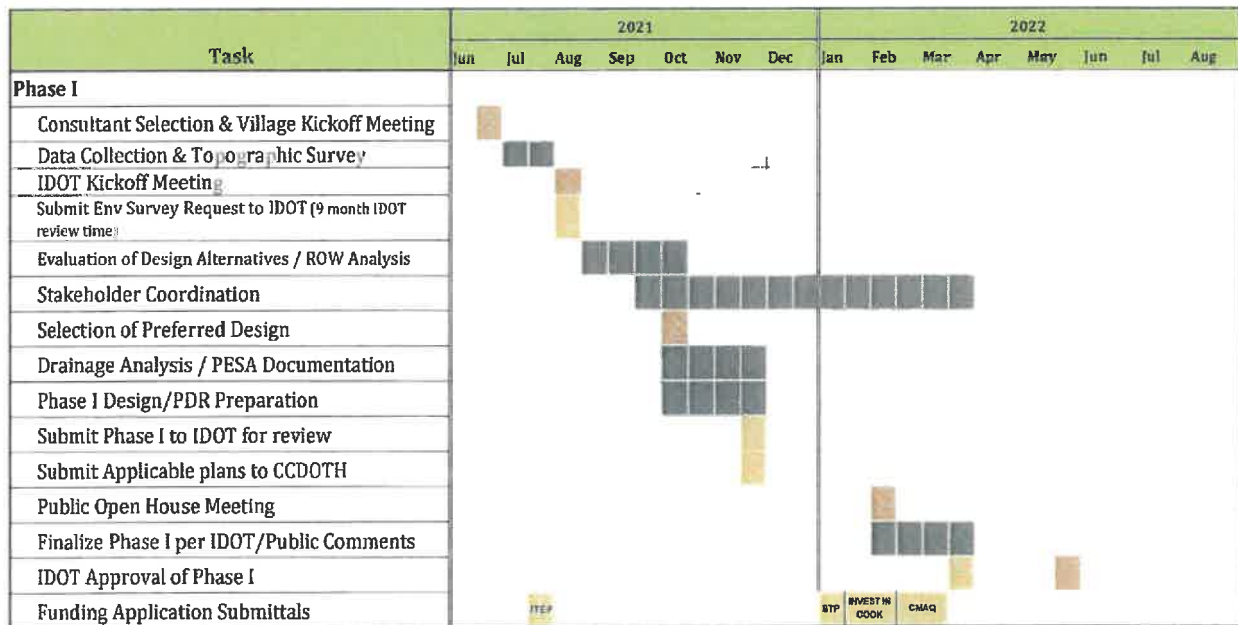 2021 2022
Task Jun Jul Aug Sep Oct Nov Dec Jan Feb Mar Apr May Jun Jul Aug
Phase I
Consultant Selection & Village Kickoff Meeting
Data Collection & Topographic Survey
IDOT Kickoff Meeting
Submit Env Survey Request to IDOT (9 month IDOT
review time)
Evaluation of Design Alternatives / ROW Analysis
Stakeholder Coordination
Selection of Preferred Design
Drainage Analysis / PESA Documentation
Phase I Design/PDR Preparation
Submit Phase I to IDOT for review
Submit Applicable plans to CCDOTH
Public Open House Meeting
Finalize Phase I per IDOT/Public Comments
IDOT Approval of Phase I
Funding Application Submittals ITEP STP INVEST IN COOK CMAQ